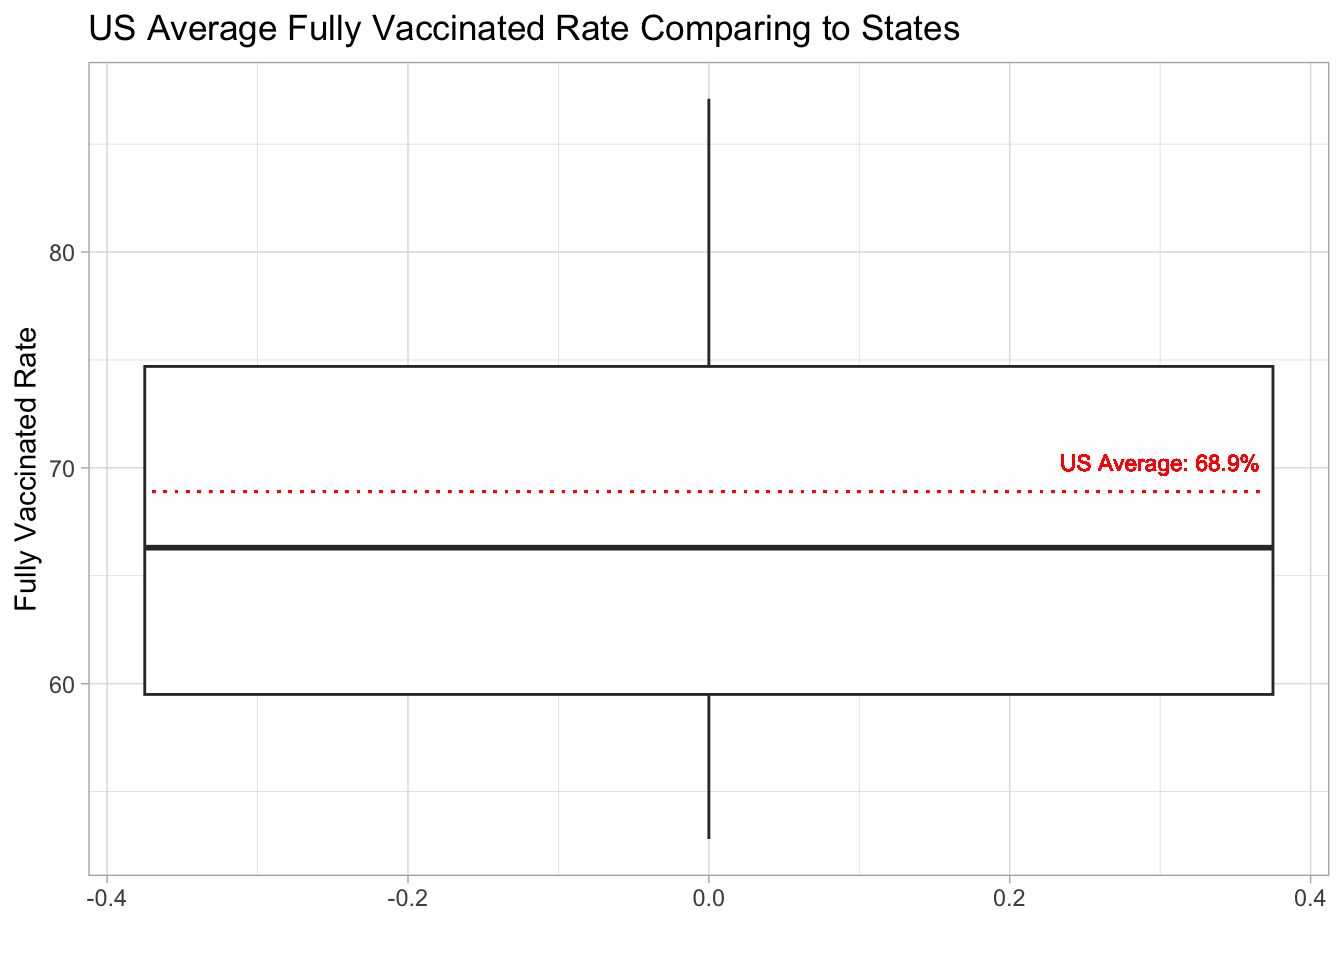 US Average Fully Vaccinated Rate Comparing to States
Fully Vaccinated Rate
80
70
60
US Average: 68.9%
-0.4
-0.2
0.0
0.2
0.4